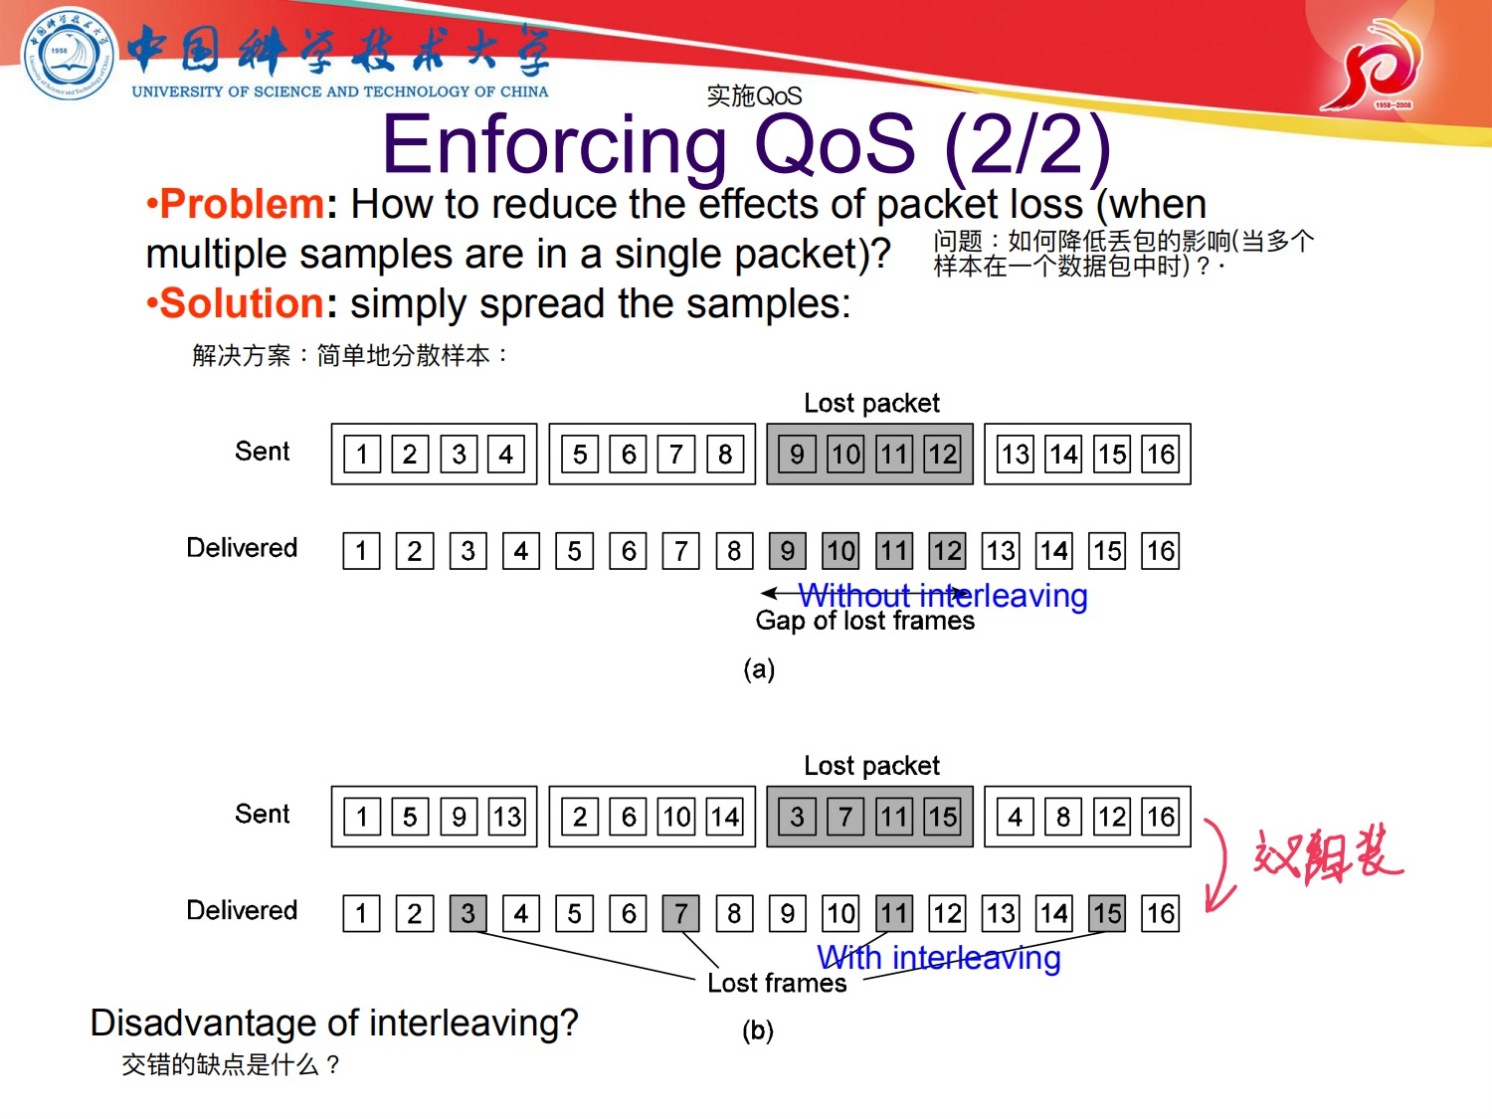 中国科学技术大学
1958
UNIVERSITY OF SCIENCE AND TECHNOLOGY OF CHINA
1958-2008
实施QoS
Enforcing QoS (2/2)
•Problem: How to reduce the effects of packet loss (when
multiple samples are in a single packet)?
问题：如何降低丢包的影响(当多个
样本在一个数据包中时)？·
•Solution: simply spread the samples:
解决方案：简单地分散样本：
Lost packet
Sent 1 2 3 4 5 6 7 8 9 10 11 12 13 14 15 16
Delivered 1 2 3 4 5 6 7 8 9 10 11 12 13 14 15 16
Without interleaving
Gap of lost frames
(a)
Lost packet
Sent 1 5 9 13 2 6 10 14 3 7 11 15 4 8 12 16
组装
Delivered 1 2 3 4 5 6 7 8 9 10 11 12 13 14 15 16
With interleaving
Lost frames
(b)
Disadvantage of interleaving?
交错的缺点是什么？